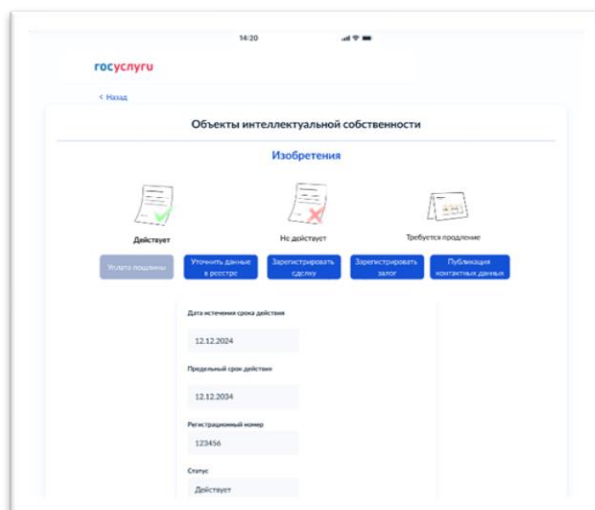 14:20
госуслуги
< Назад
Объекты интеллектуальной собственности
Изобретения
Действует
Не действует
Требуется продление
Уплата пошлины
Уточнить данные
в реестре
Зарегистрировать
сделку
Зарегистрировать
залог
Публикация
контактных данных
Дата истечения срока действия
12.12.2024
Предельный срок действия
12.12.2034
Регистрационный номер
123456
Статус
Действует